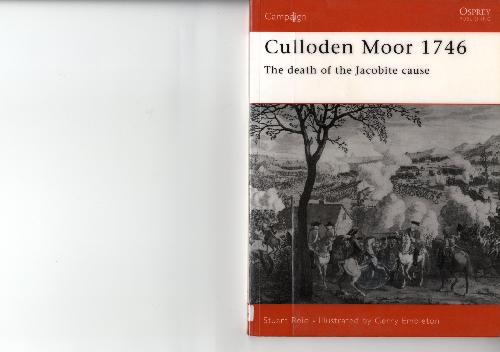 Campaign
OSPREY
PUBLISHING
Culloden Moor 1746
The death of the Jacobite cause
Stuart Reid · Illustrated by Gerry Embleton